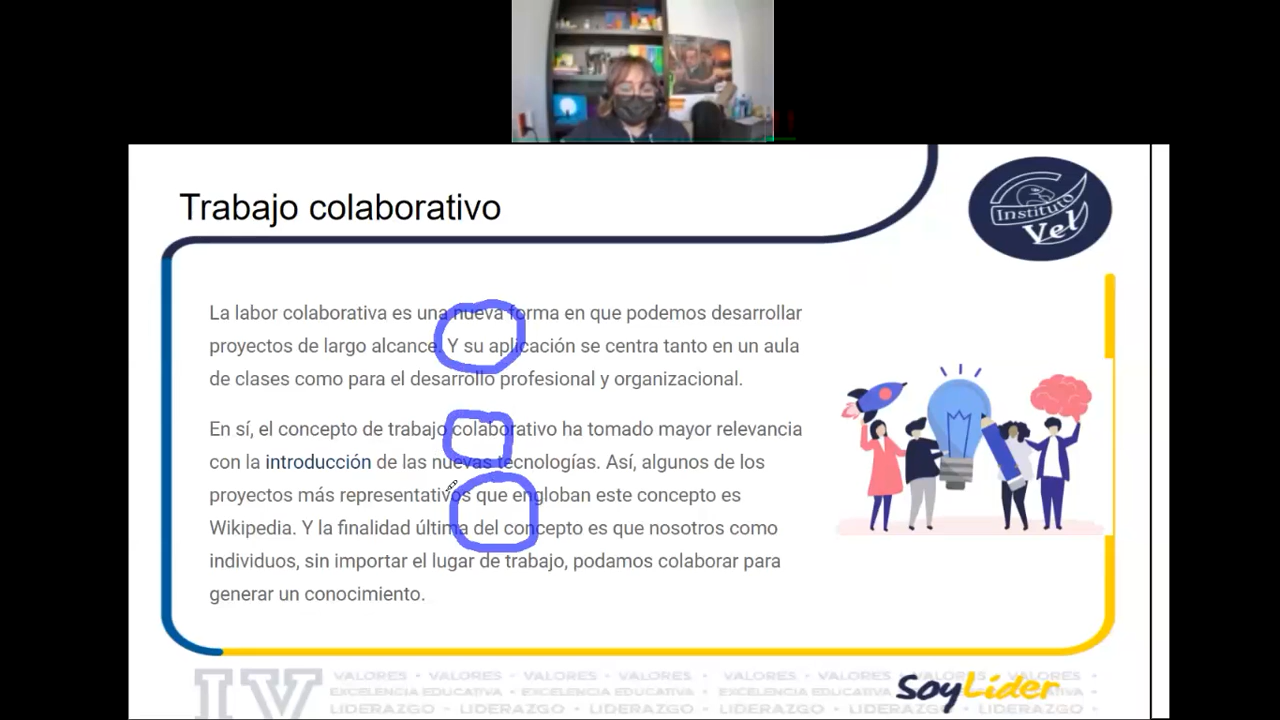 Trabajo colaborativo
Instituto
Vel
La labor colaborativa es una nueva forma en que podemos desarrollar
proyectos de largo alcance. Y su aplicación se centra tanto en un aula
de clases como para el desarrollo profesional y organizacional.
En sí, el concepto de trabajo colaborativo ha tomado mayor relevancia
con la introducción de las nuevas tecnologías. Así, algunos de los
proyectos más representativos que engloban este concepto es
Wikipedia. Y la finalidad última del concepto es que nosotros como
individuos, sin importar el lugar de trabajo, podamos colaborar para
generar un conocimiento.
IV
VALORES · VALORES · VALORES · VALORES · VALORES · VALORES
EXCELENCIA EDUCATIVA · EXCELENCIA EDUCATIVA · EXCELENCIA EDUCATIVA
LIDERAZGO · LIDERAZGO · LIDERAZGO · LIDERAZGO
SoyLíder